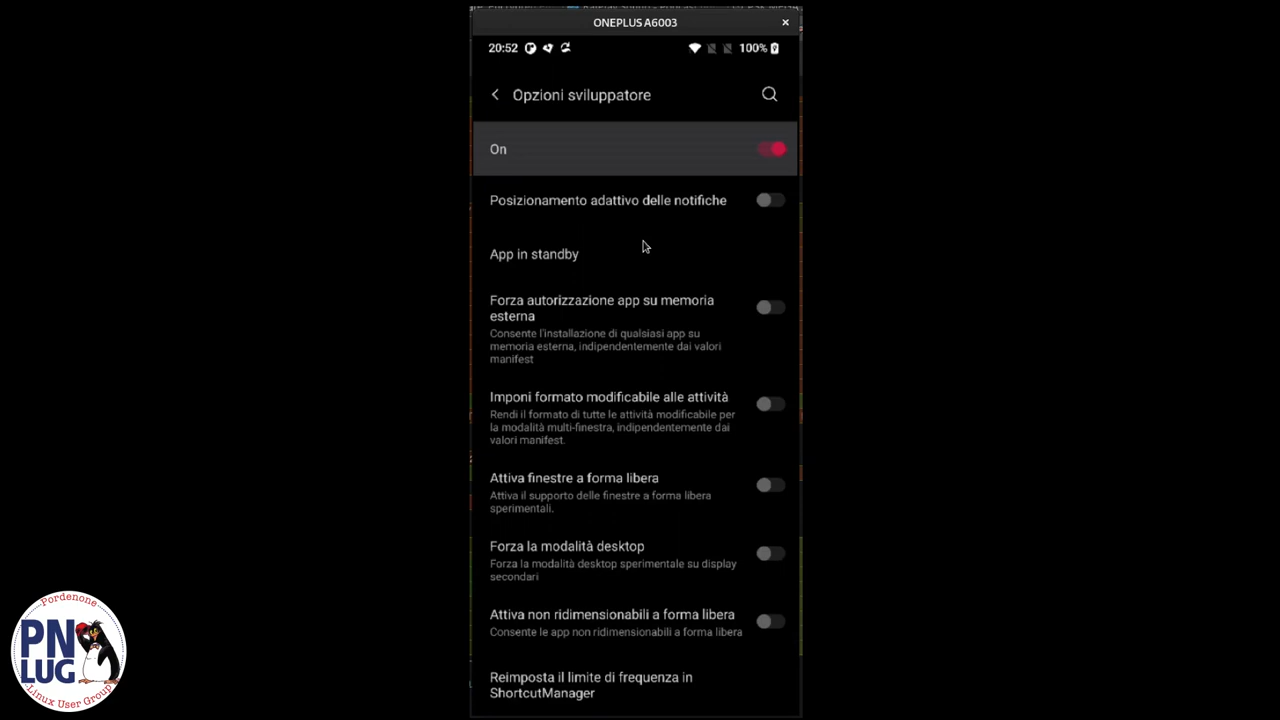 ONEPLUS A6003
20:52
100%
Opzioni sviluppatore
On
Posizionamento adattivo delle notifiche
App in standby
Forza autorizzazione app su memoria
esterna
Consente l'installazione di qualsiasi app su
memoria esterna, indipendentemente dai valori
manifest
Imponi formato modificabile alle attività
Rendi il formato di tutte le attività modificabile per
la modalità multi-finestra, indipendentemente dai
valori manifest.
Attiva finestre a forma libera
Attiva il supporto delle finestre a forma libera
sperimentali.
Forza la modalità desktop
Forza la modalità desktop sperimentale su display
secondari
Attiva non ridimensionabili a forma libera
Consente le app non ridimensionabili a forma libera
Reimposta il limite di frequenza in
ShortcutManager
Pordenone
PN
LUG
Linux User Group